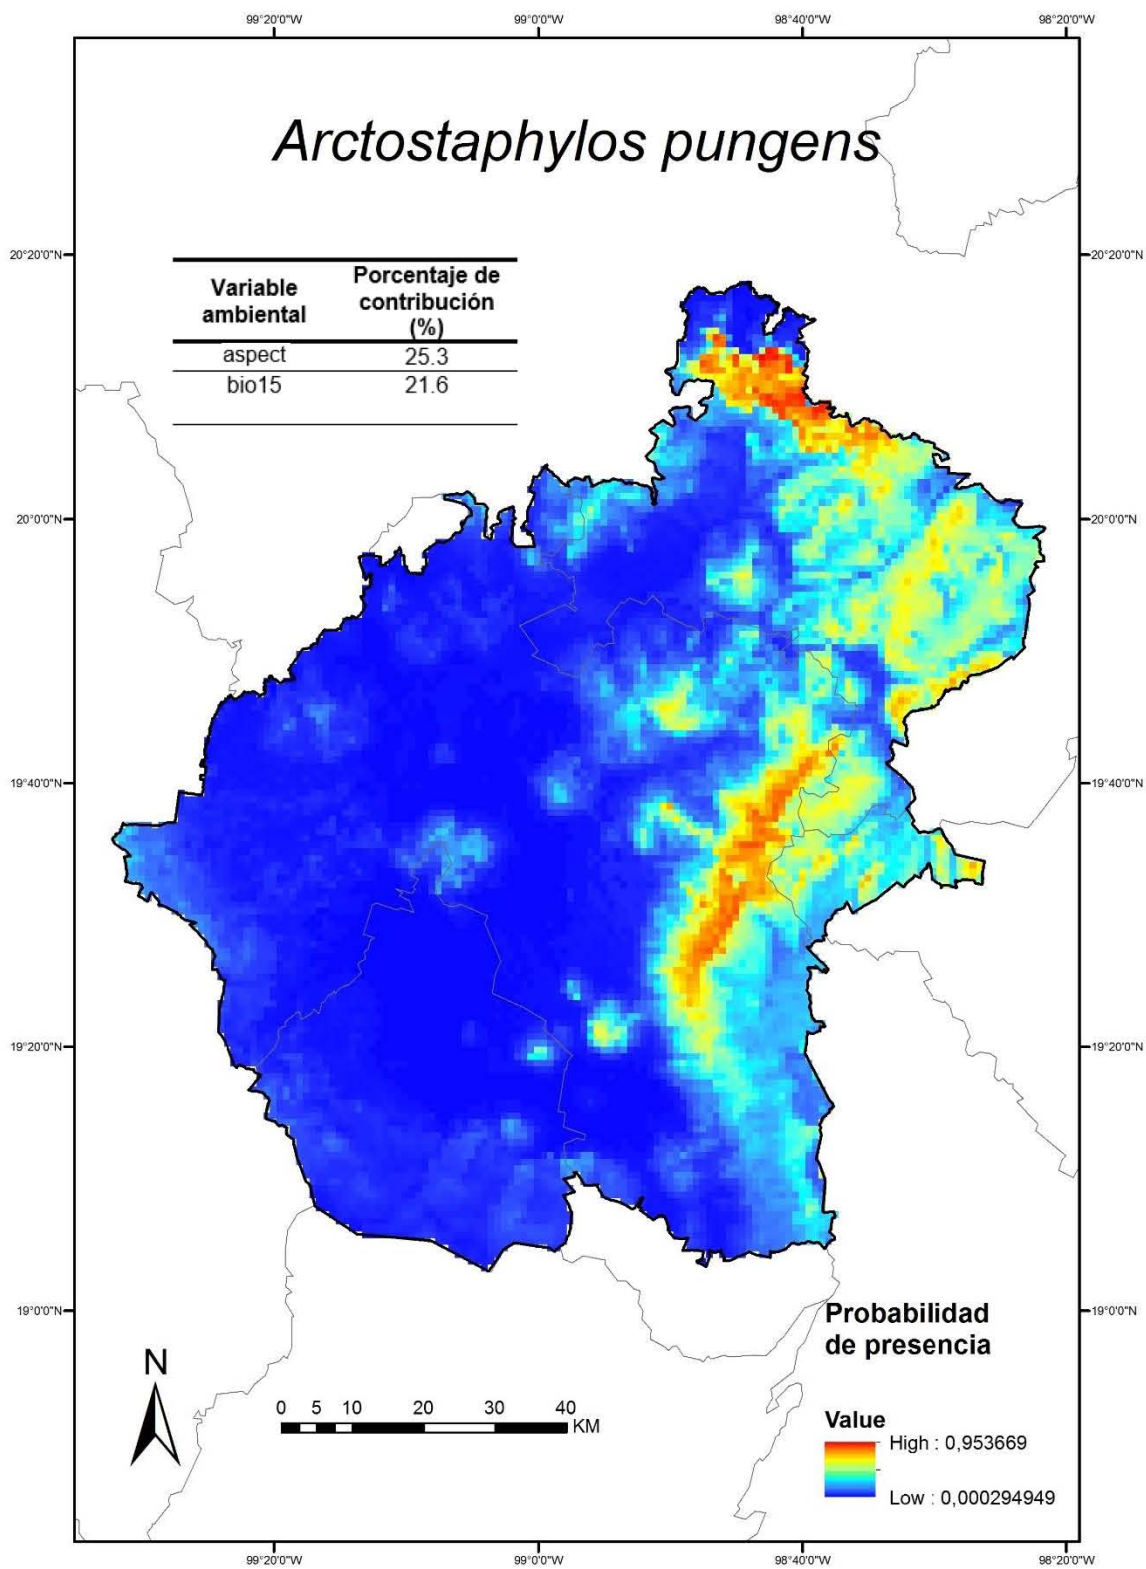 99°20'0"W 99°0'0"W 98°40'0"W 98°20'0"W
Arctostaphylos pungens
20°20'0"N 20°20'0"N
Variable ambiental Porcentaje de contribución (%)
aspect 25.3
bio15 21.6
20°0'0"N 20°0'0"N
19°40'0"N 19°40'0"N
19°20'0"N 19°20'0"N
19°0'0"N 19°0'0"N
Probabilidad
de presencia
N
0 5 10 20 30 40
KM
Value
High : 0,953669
Low : 0,000294949
99°20'0"W 99°0'0"W 98°40'0"W 98°20'0"W